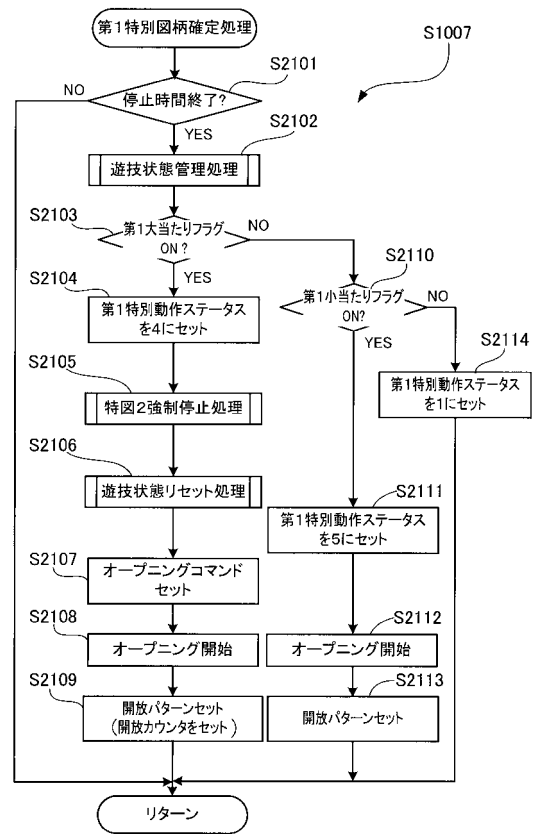 第1特別図柄確定処理
S1007
S2101
停止時間終了?
NO
YES
S2102
遊技状態管理処理
S2103
第1大当たりフラグ
ON?
NO
YES
S2110
第1小当たりフラグ
ON?
NO
YES
S2104
第1特別動作ステータス
を4にセット
S2114
第1特別動作ステータス
を1にセット
S2105
特図2強制停止処理
S2106
遊技状態リセット処理
S2111
第1特別動作ステータス
を5にセット
S2107
オープニングコマンド
セット
S2108
オープニング開始
S2112
オープニング開始
S2109
開放パターンセット
(開放カウンタをセット)
S2113
開放パターンセット
リターン